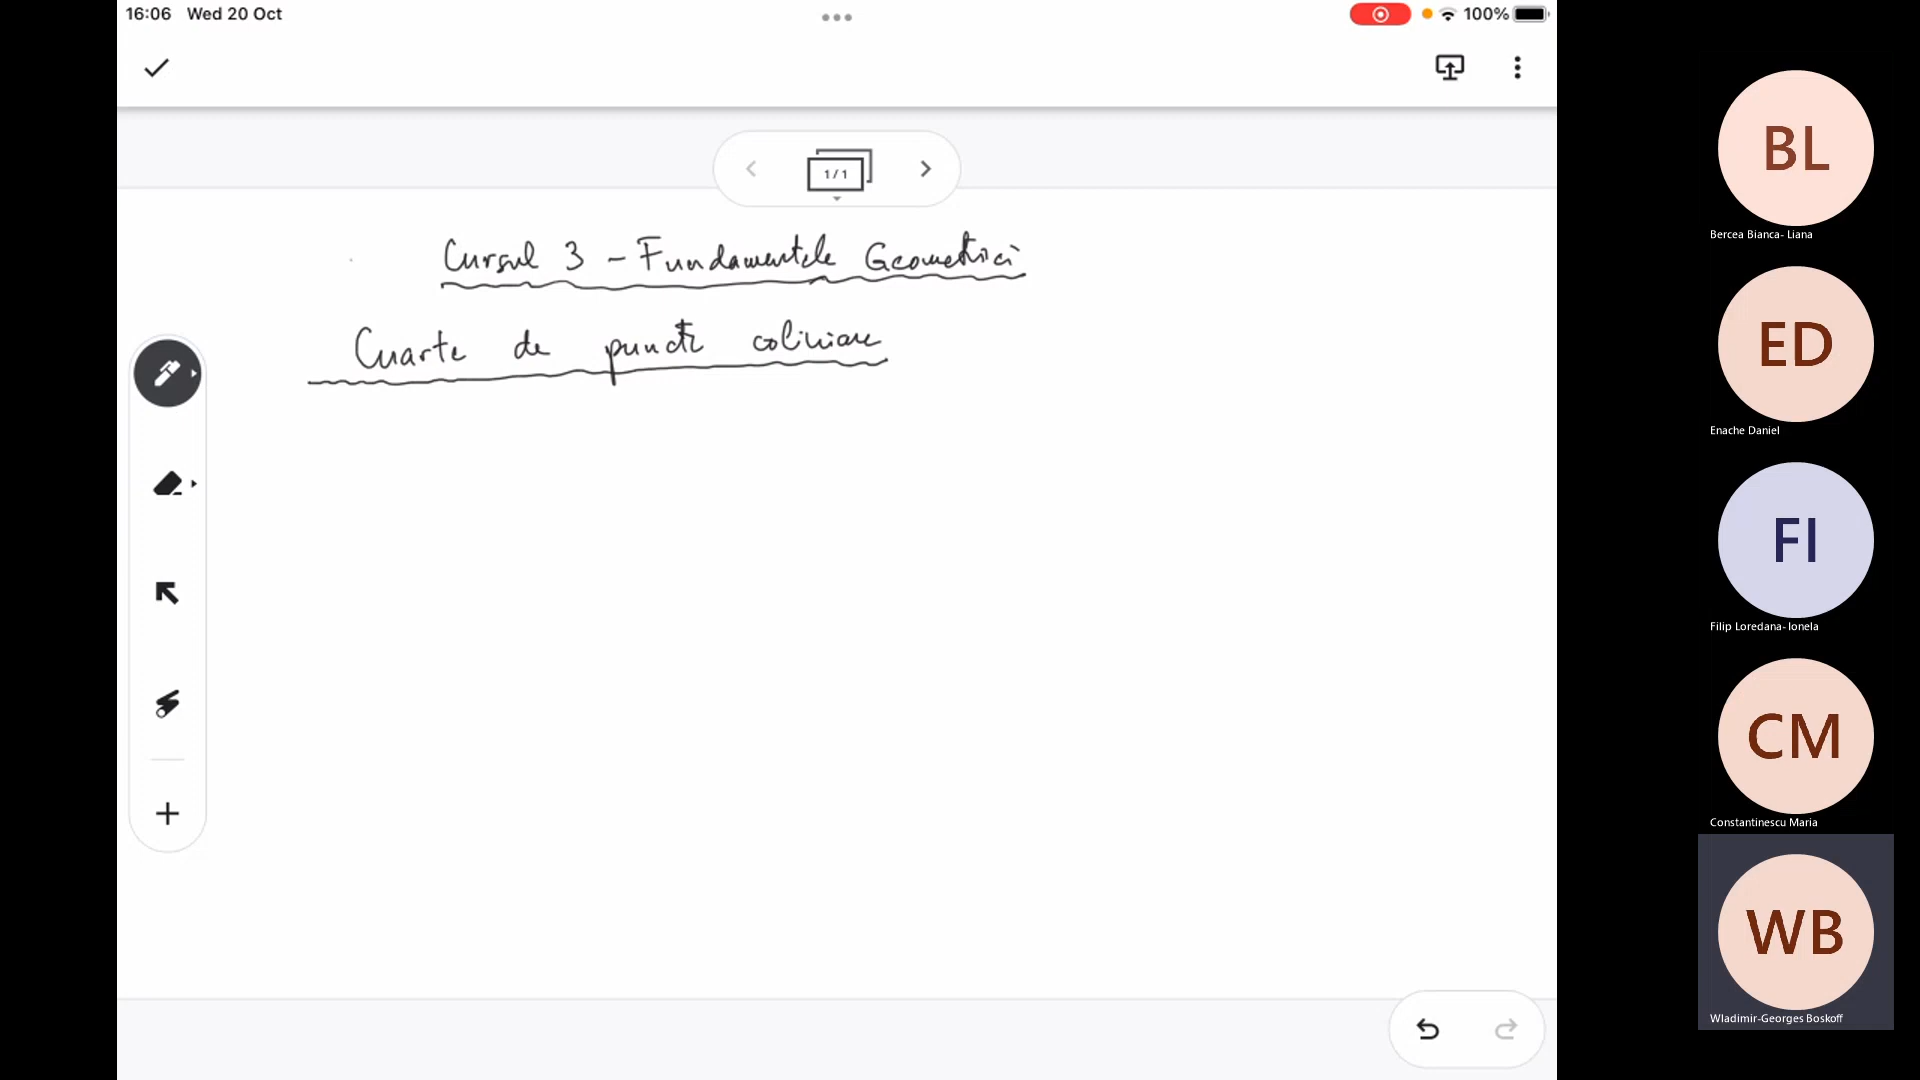 16:06 Wed 20 Oct
100%
1/1
Cursul 3 - Fundamentele Geometriei
Cuarte de puncte coliniare
BL
Bercea Bianca- Liana
ED
Enache Daniel
FI
Filip Loredana- Ionela
CM
Constantinescu Maria
WB
Wladimir-Georges Boskoff